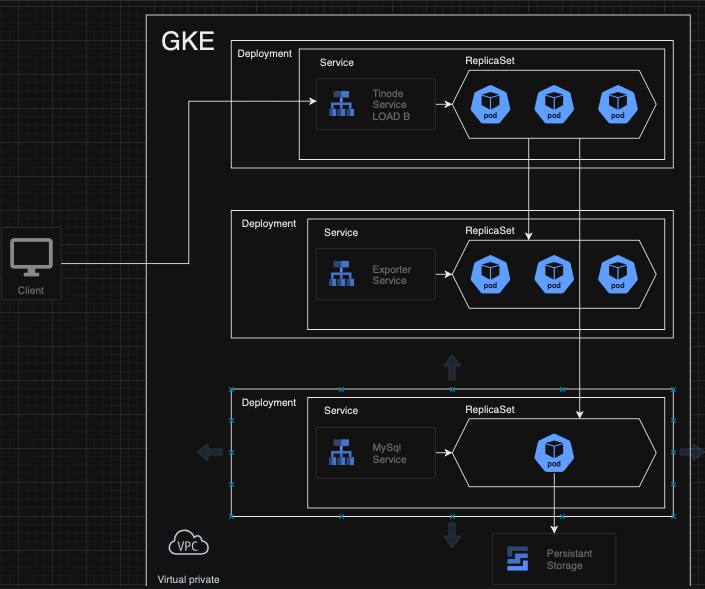 GKE
Deployment
Service
ReplicaSet
Tinode
Service
LOAD B
pod
pod
pod
Deployment
Service
ReplicaSet
Exporter
Service
pod
pod
pod
Client
Deployment
Service
ReplicaSet
MySql
Service
pod
VPC
Virtual private
Persistant
Storage